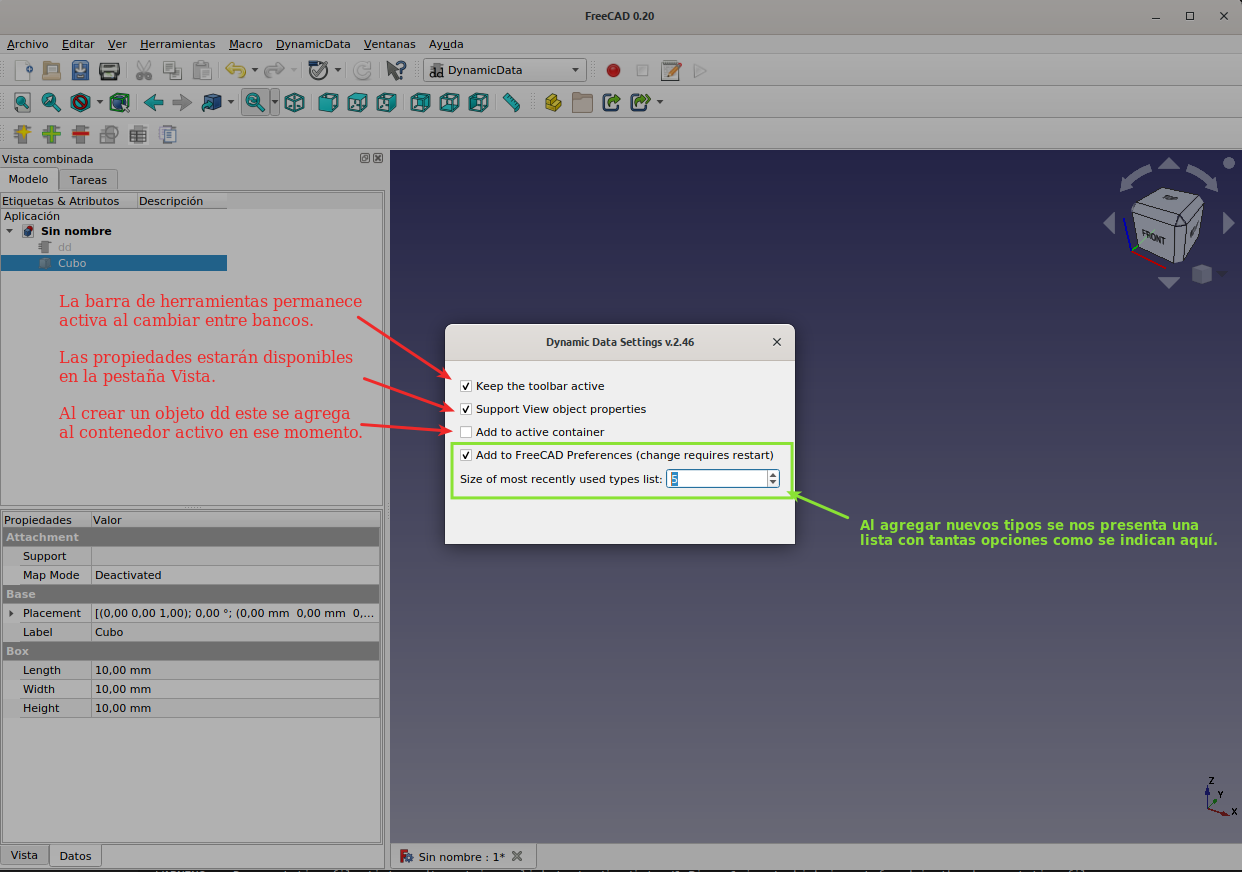 FreeCAD 0.20
Archivo Editar Ver Herramientas Macro DynamicData Ventanas Ayuda
DynamicData
Vista combinada
Modelo Tareas
Etiquetas & Atributos Descripción
Aplicación
Sin nombre
dd
Cubo
FRONT
La barra de herramientas permanece
activa al cambiar entre bancos.
Las propiedades estarán disponibles
en la pestaña Vista.
Al crear un objeto dd este se agrega
al contenedor activo en ese momento.
Dynamic Data Settings v.2.46
Keep the toolbar active
Support View object properties
Add to active container
Add to FreeCAD Preferences (change requires restart)
Size of most recently used types list: 5
Al agregar nuevos tipos se nos presenta una
lista con tantas opciones como se indican aquí.
Propiedades Valor
Attachment
Support
Map Mode Deactivated
Base
Placement [(0,00 0,00 1,00); 0,00 °; (0,00 mm 0,00 mm 0,...
Label Cubo
Box
Length 10,00 mm
Width 10,00 mm
Height 10,00 mm
Z
Y
X
Vista Datos
Sin nombre : 1*